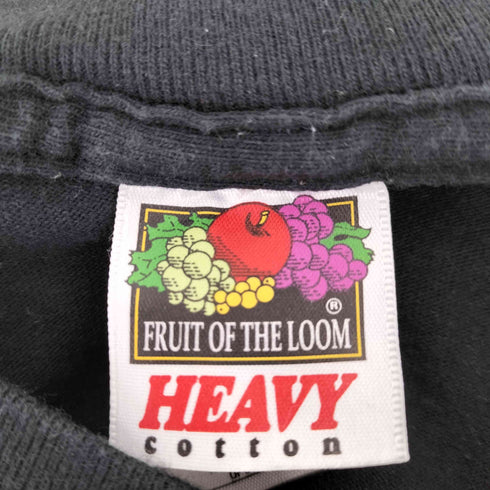 ®
FRUIT OF THE LOOM
HEAVY
cotton